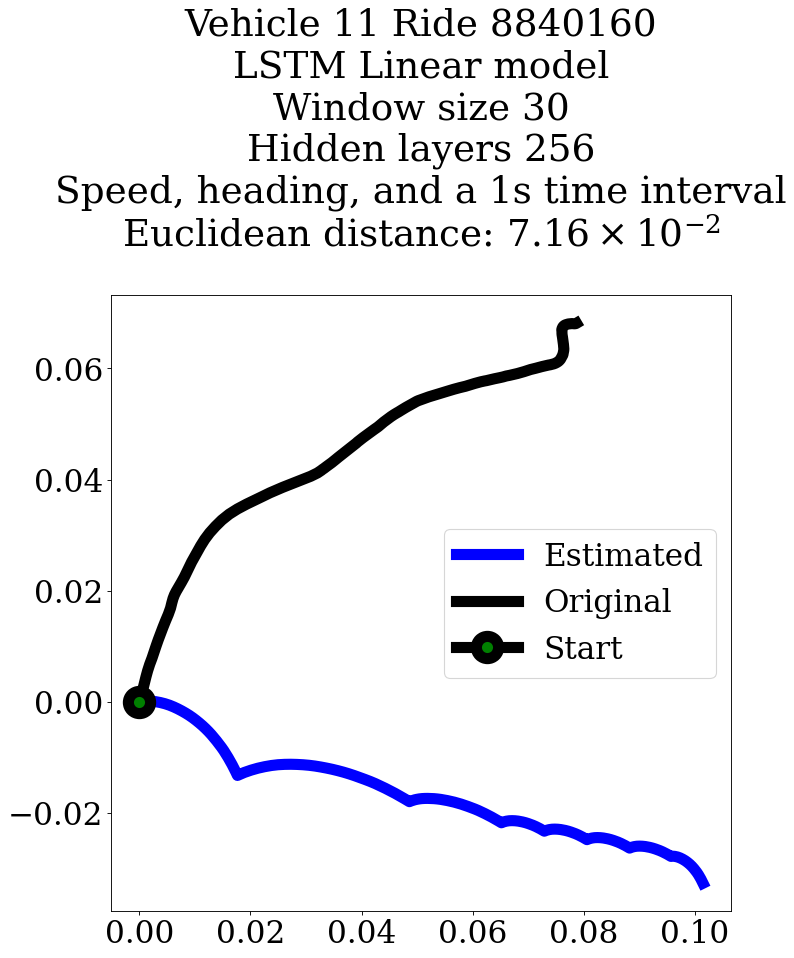 Vehicle 11 Ride 8840160
LSTM Linear model
Window size 30
Hidden layers 256
Speed, heading, and a 1s time interval
Euclidean distance: 7.16 × 10⁻²
0.06
0.04
0.02
0.00
−0.02
Estimated
Original
Start
0.00 0.02 0.04 0.06 0.08 0.10